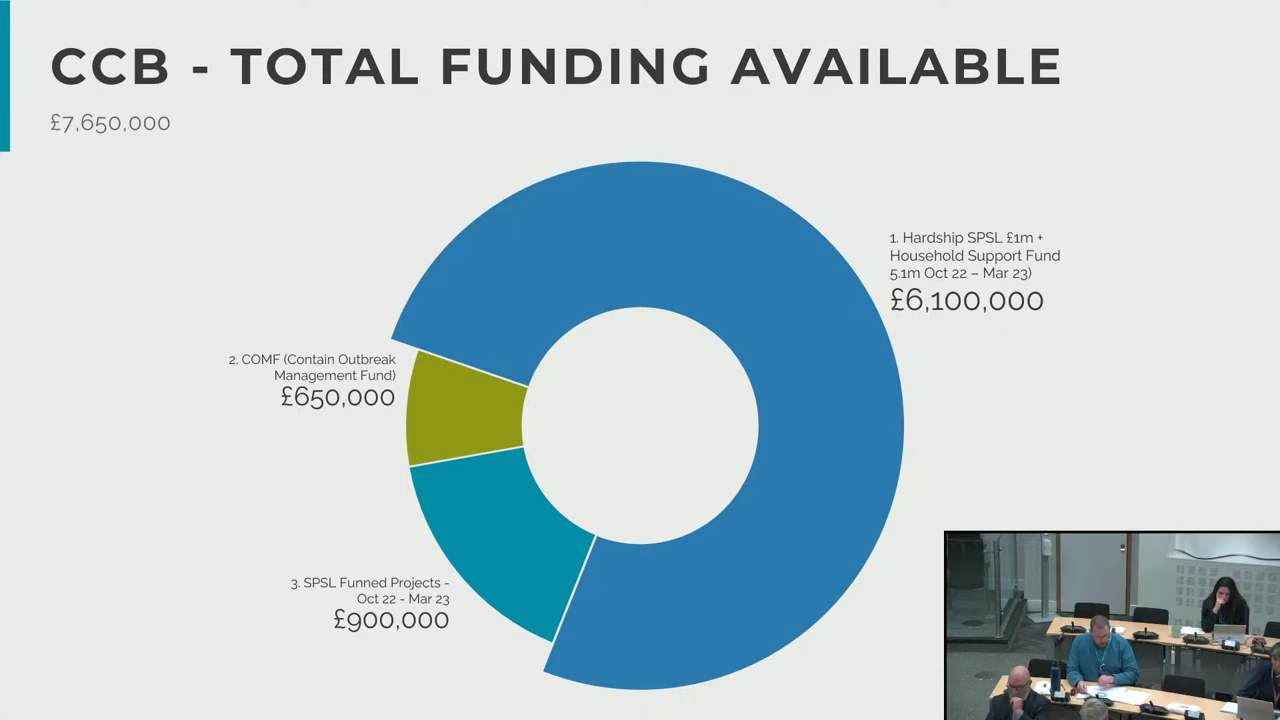 CCB - TOTAL FUNDING AVAILABLE
£7,650,000
1. Hardship SPSL £1m +
Household Support Fund
5.1m Oct 22 – Mar 23)
£6,100,000
2. COMF (Contain Outbreak
Management Fund)
£650,000
3. SPSL Funned Projects -
Oct 22 - Mar 23
£900,000